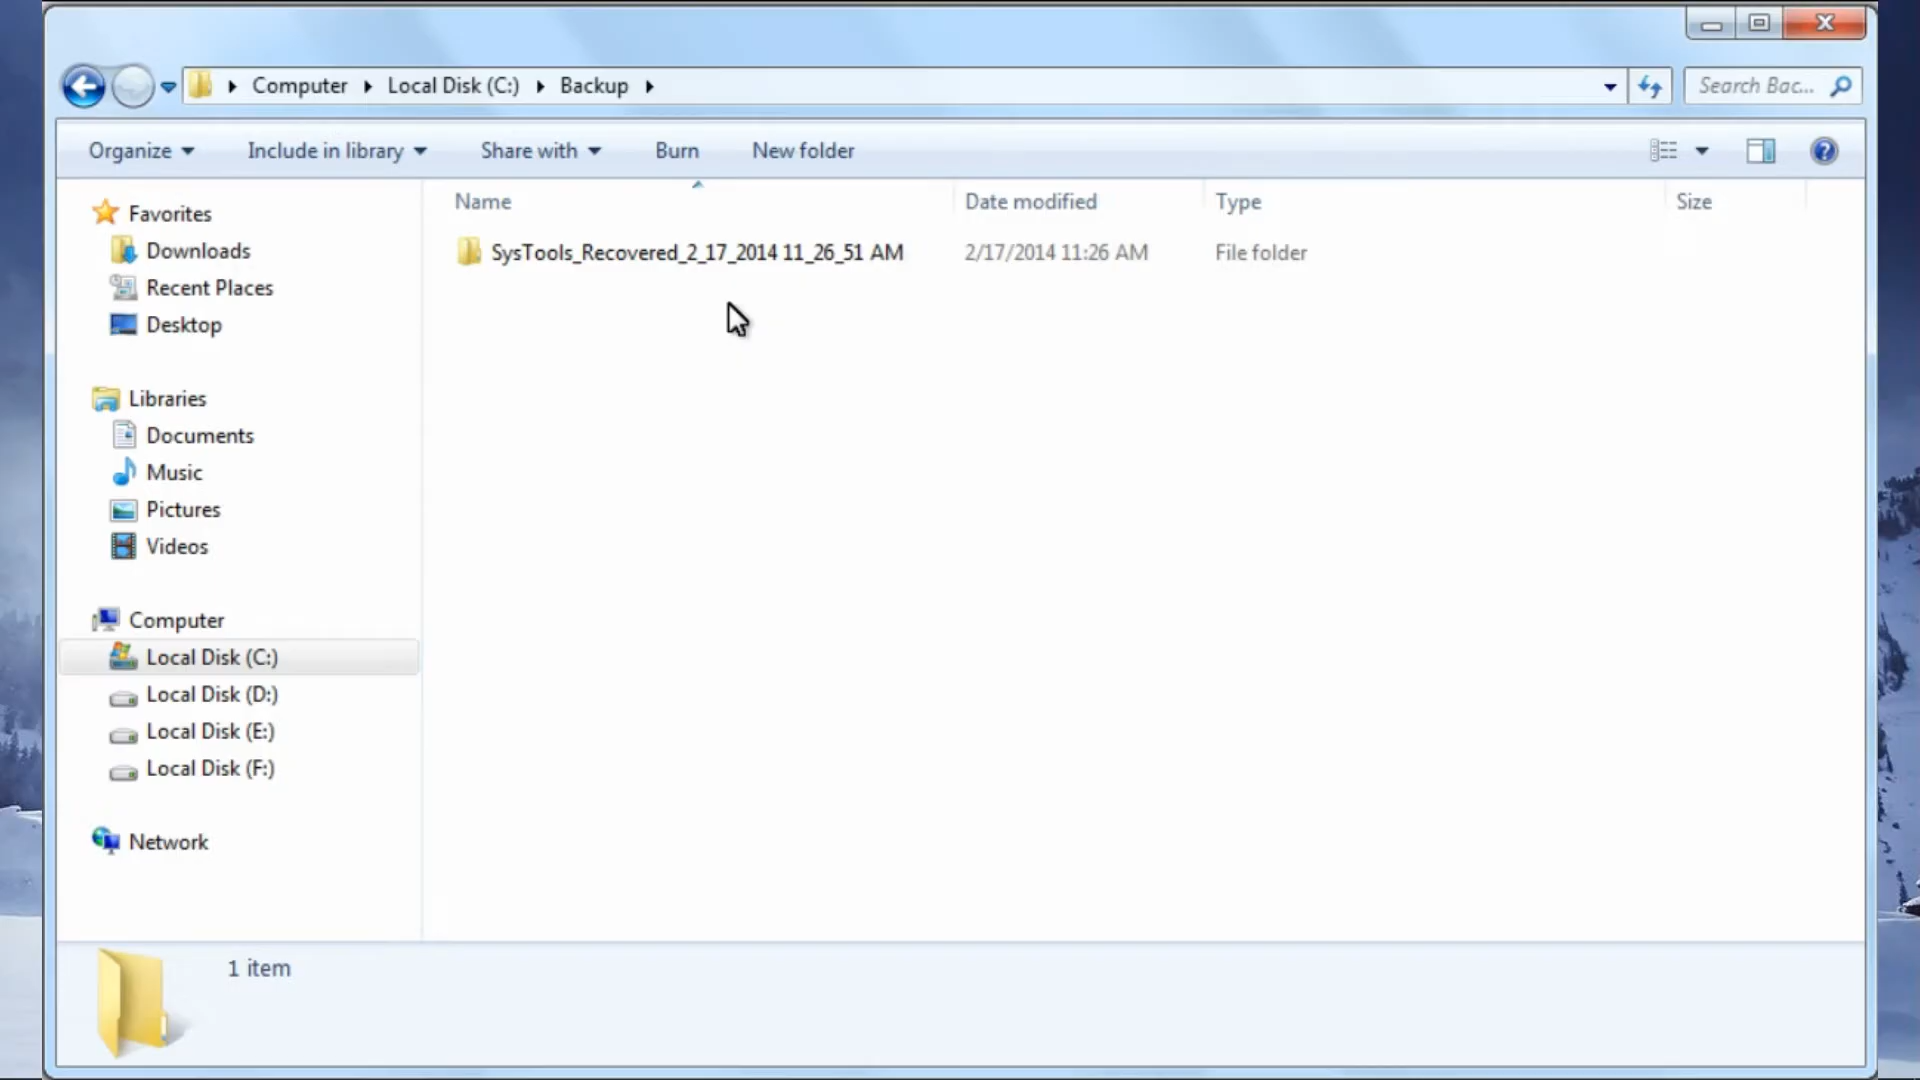 Computer Local Disk (C:) Backup Search Bac...
Organize Include in library Share with Burn New folder
Name Date modified Type Size
SysTools_Recovered_2_17_2014 11_26_51 AM 2/17/2014 11:26 AM File folder
Favorites
Downloads
Recent Places
Desktop
Libraries
Documents
Music
Pictures
Videos
Computer
Local Disk (C:)
Local Disk (D:)
Local Disk (E:)
Local Disk (F:)
Network
1 item